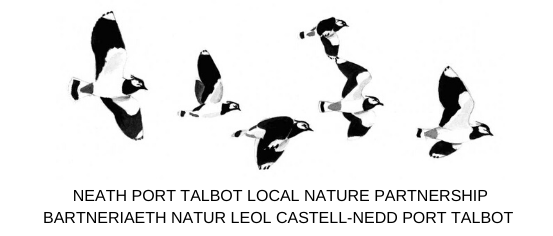 NEATH PORT TALBOT LOCAL NATURE PARTNERSHIP
BARTNERIAETH NATUR LEOL CASTELL-NEDD PORT TALBOT